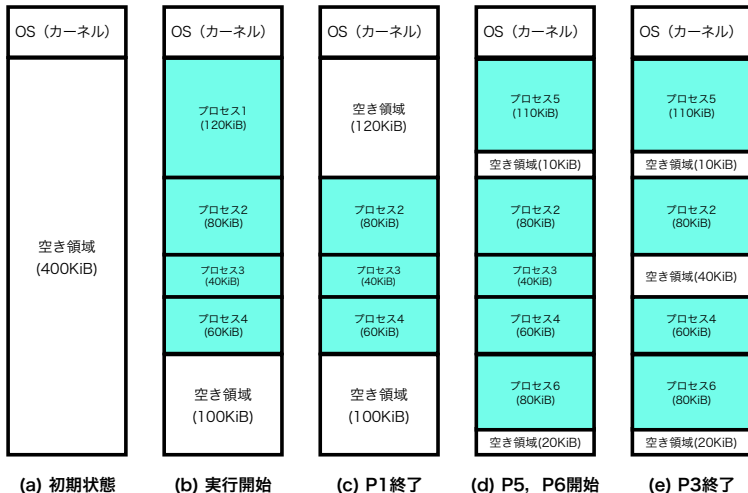 OS（カーネル）
空き領域
(400KiB)
(a) 初期状態
OS（カーネル）
プロセス1
(120KiB)
プロセス2
(80KiB)
プロセス3
(40KiB)
プロセス4
(60KiB)
空き領域
(100KiB)
(b) 実行開始
OS（カーネル）
空き領域
(120KiB)
プロセス2
(80KiB)
プロセス3
(40KiB)
プロセス4
(60KiB)
空き領域
(100KiB)
(c) P1終了
OS（カーネル）
プロセス5
(110KiB)
空き領域(10KiB)
プロセス2
(80KiB)
プロセス3
(40KiB)
プロセス4
(60KiB)
プロセス6
(80KiB)
空き領域(20KiB)
(d) P5，P6開始
OS（カーネル）
プロセス5
(110KiB)
空き領域(10KiB)
プロセス2
(80KiB)
空き領域(40KiB)
プロセス4
(60KiB)
プロセス6
(80KiB)
空き領域(20KiB)
(e) P3終了